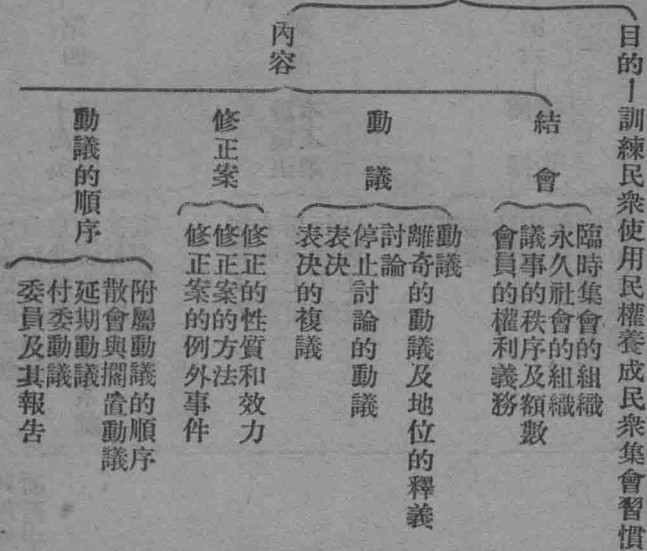 目的—訓練民衆使用民權養成民衆集會習慣
內容
結會
臨時集會的組織
永久社會的組織
議事的秩序及額數
會員的權利義務
動議
動議
離奇的動議及地位的釋義
討論
停止討論的動議
表决
表决的複議
修正案
修正的性質和效力
修正案的方法
修正案的例外事件
動議的順序
附屬動議的順序
散會與擱置動議
延期動議
付委動議
委員及其報告